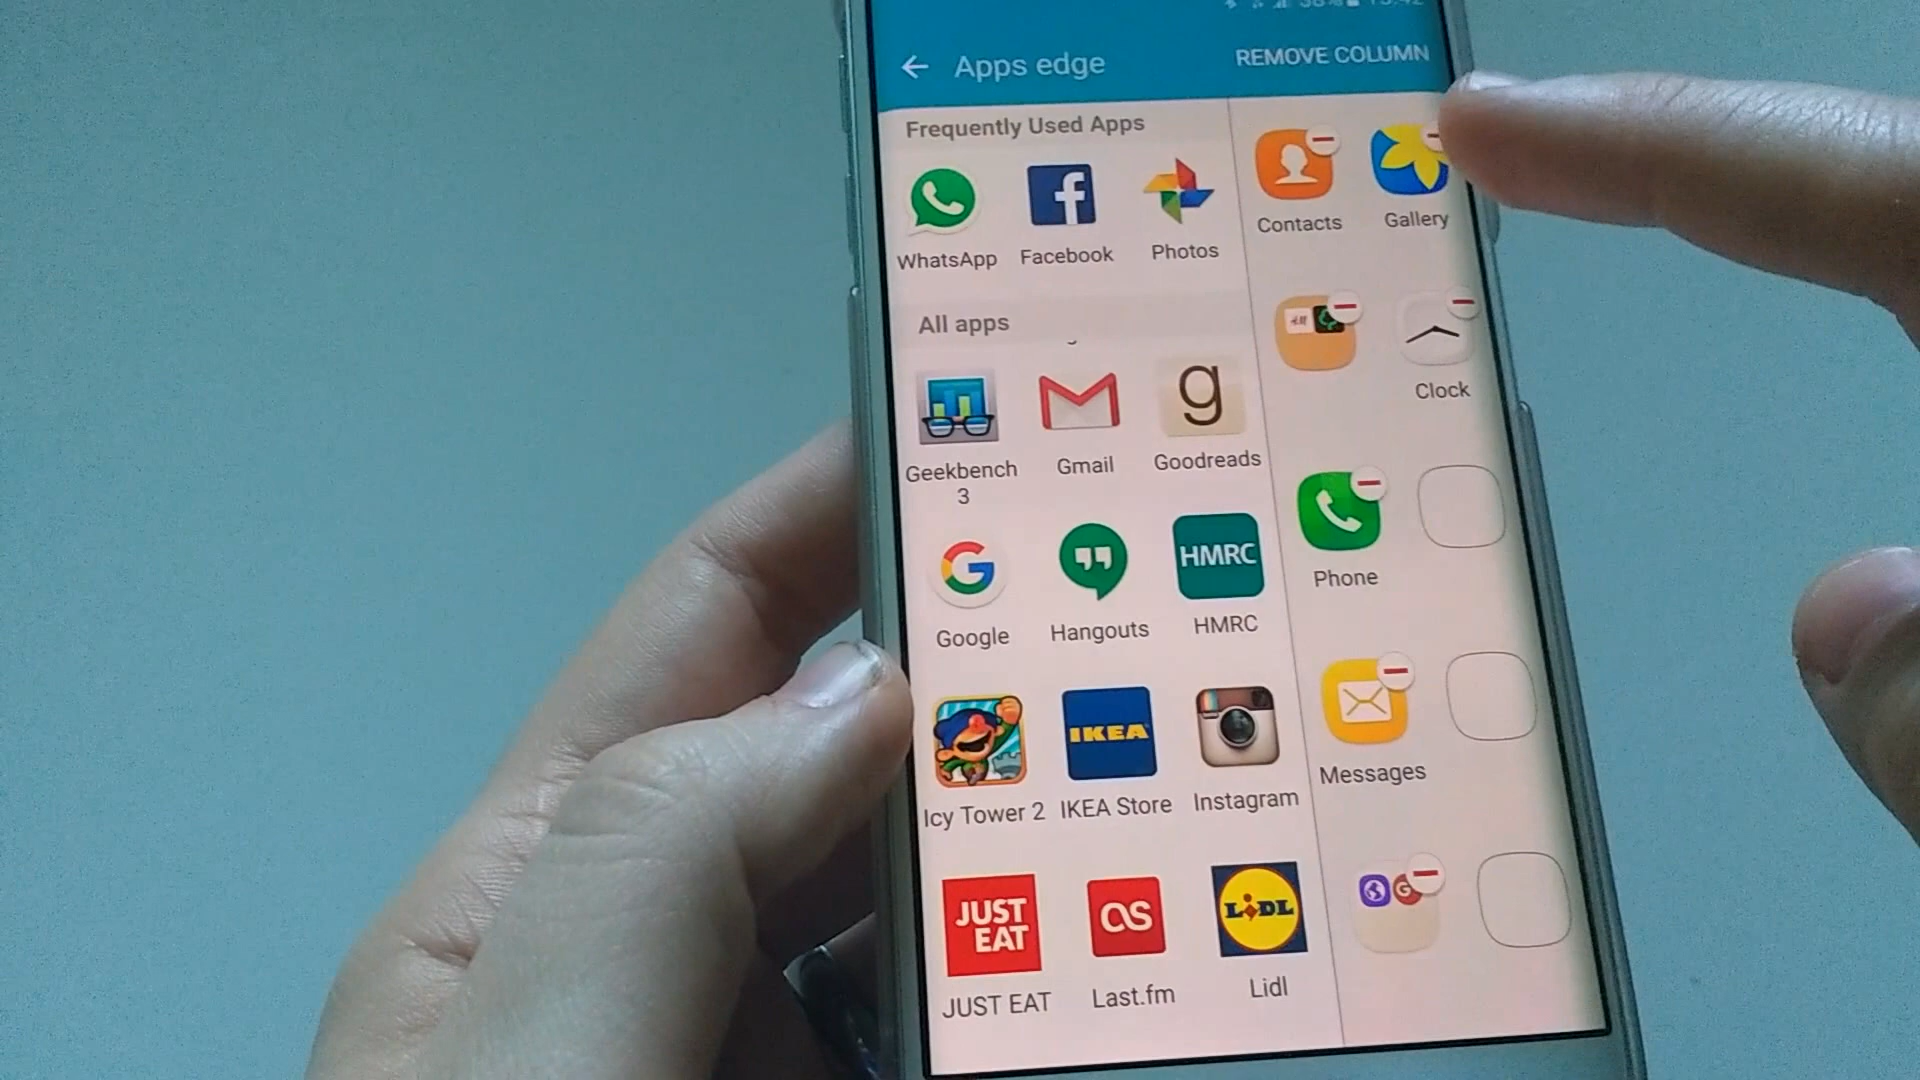 Apps edge
REMOVE COLUMN
Frequently Used Apps
WhatsApp
Facebook
Photos
Contacts
Gallery
All apps
Clock
g
Geekbench
3
Gmail
Goodreads
HMRC
Google
Hangouts
HMRC
Phone
IKEA
Icy Tower 2
IKEA Store
Instagram
Messages
JUST
EAT
LiDL
JUST EAT
Last.fm
Lidl